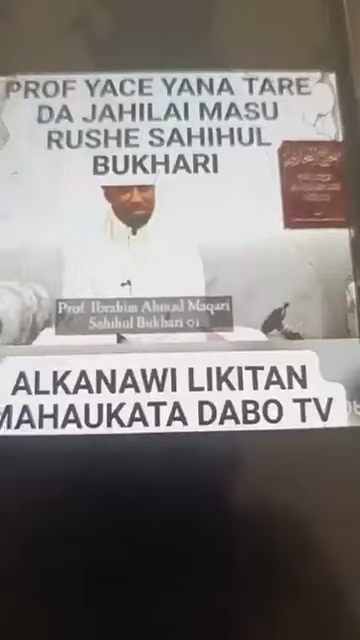 PROF YACE YANA TARE
DA JAHILAI MASU
RUSHE SAHIHUL
BUKHARI
Prof. Ibrahim Ahmad Maqari
Sahihul Bukhari 01
ALKANAWI LIKITAN
MAHAUKATA DABO TV